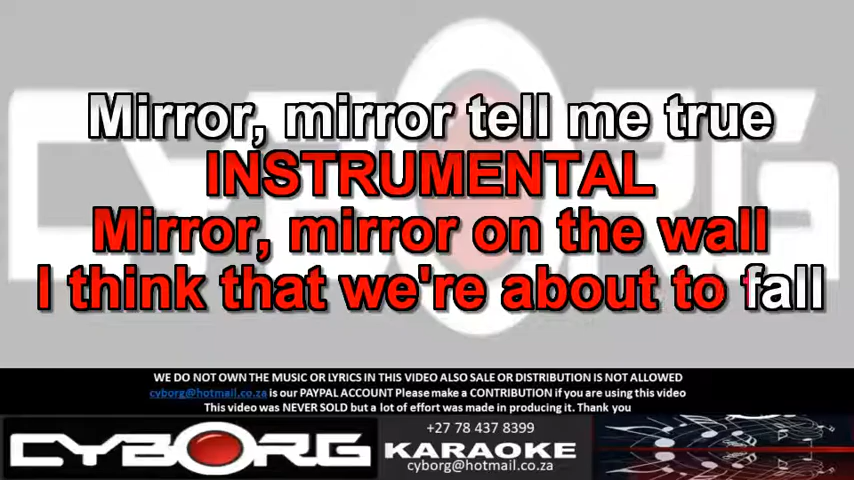 Mirror, mirror tell me true
INSTRUMENTAL
Mirror, mirror on the wall
I think that we're about to fall
WE DO NOT OWN THE MUSIC OR LYRICS IN THIS VIDEO ALSO SALE OR DISTRIBUTION IS NOT ALLOWED
cyborg@hotmail.co.za is our PAYPAL ACCOUNT Please make a CONTRIBUTION if you are using this video
This video was NEVER SOLD but a lot of effort was made in producing it. Thank you
CYBORG
+27 78 437 8399
KARAOKE
cyborg@hotmail.co.za